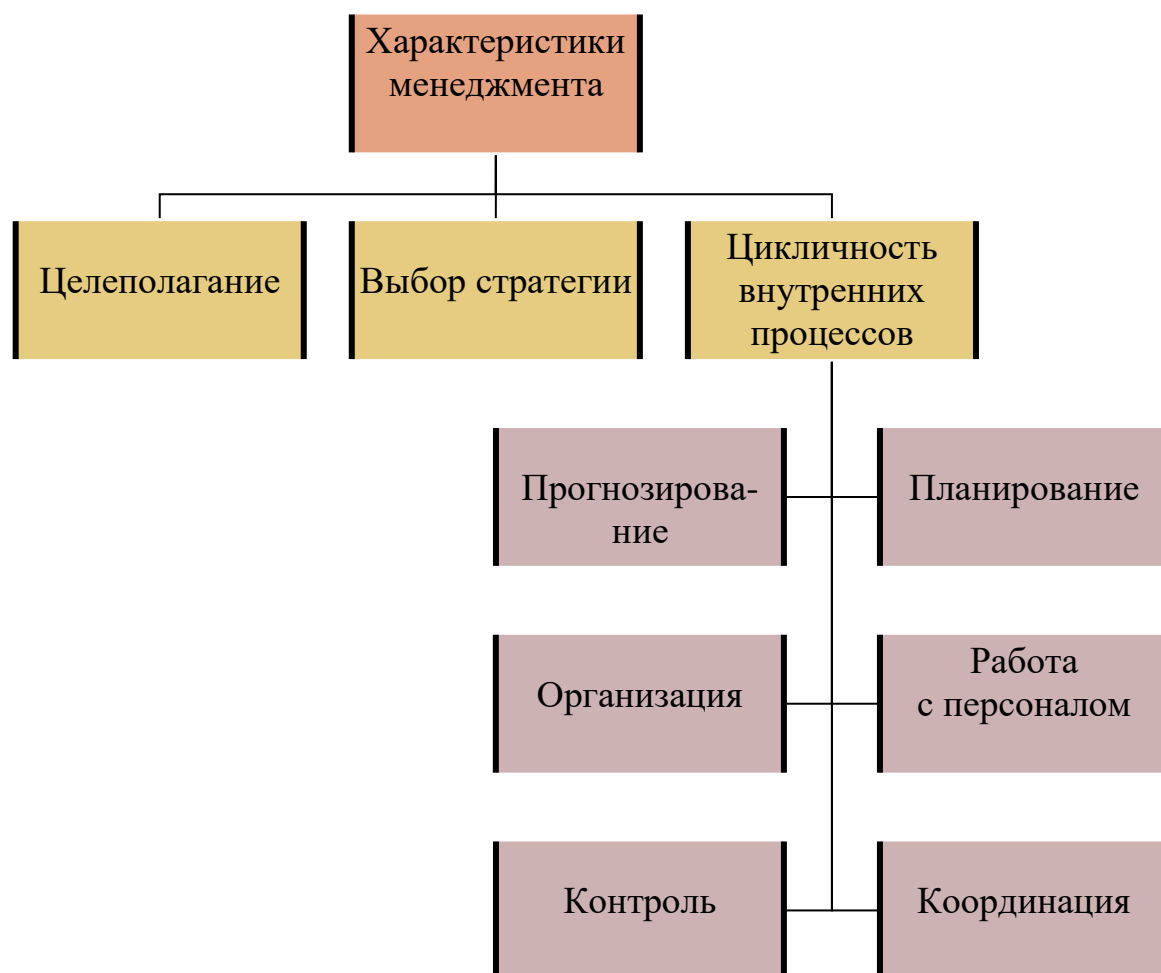 Характеристики
менеджмента
Целеполагание
Выбор стратегии
Цикличность
внутренних
процессов
Прогнозирова-
ние
Планирование
Организация
Работа
с персоналом
Контроль
Координация